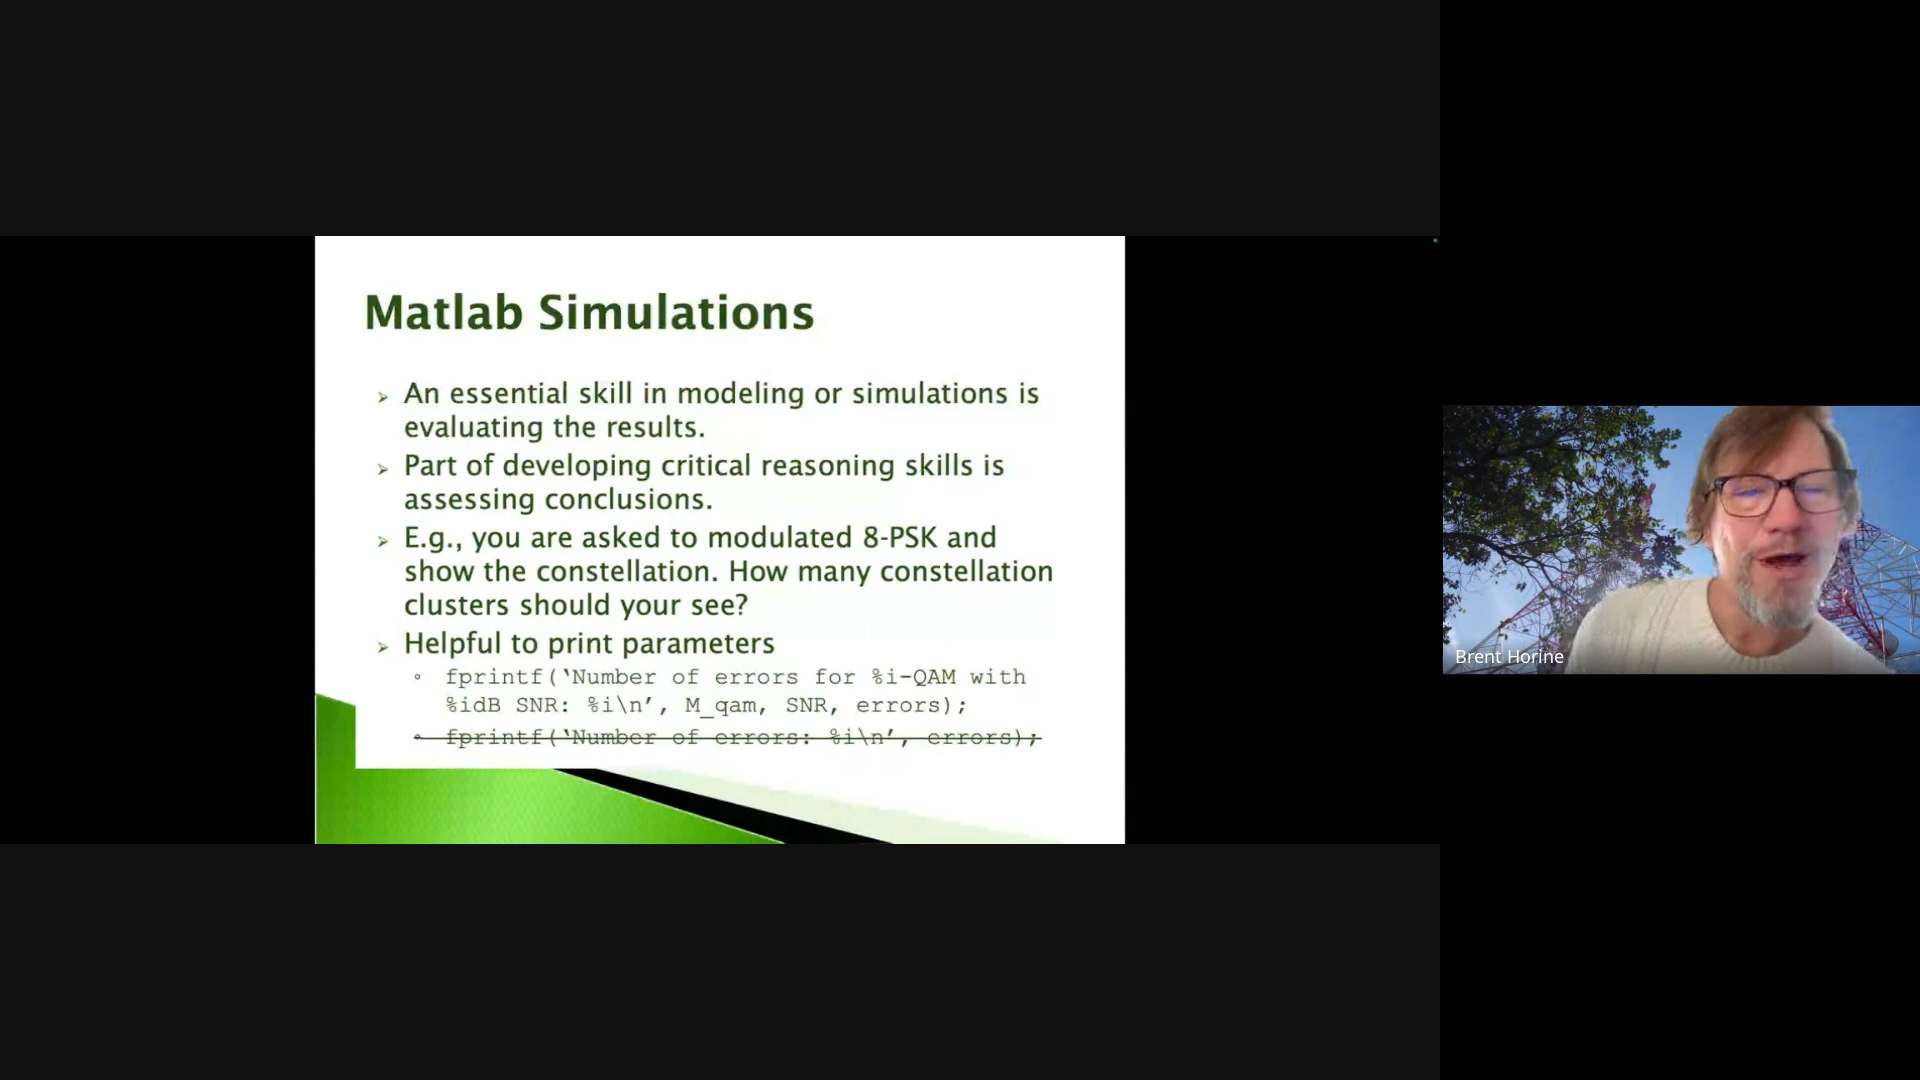 Matlab Simulations
An essential skill in modeling or simulations is
evaluating the results.
Part of developing critical reasoning skills is
assessing conclusions.
E.g., you are asked to modulated 8-PSK and
show the constellation. How many constellation
clusters should your see?
Helpful to print parameters
fprintf(‘Number of errors for %i-QAM with
%idB SNR: %i\n’, M_qam, SNR, errors);
fprintf(‘Number of errors: %i\n’, errors);
Brent Horine